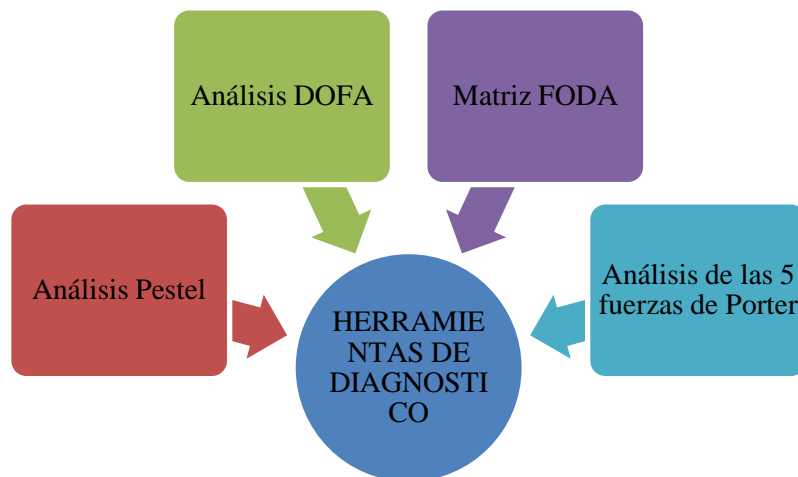 Análisis DOFA
Matriz FODA
Análisis Pestel
Análisis de las 5
fuerzas de Porter
HERRAMIE
NTAS DE
DIAGNOSTI
CO